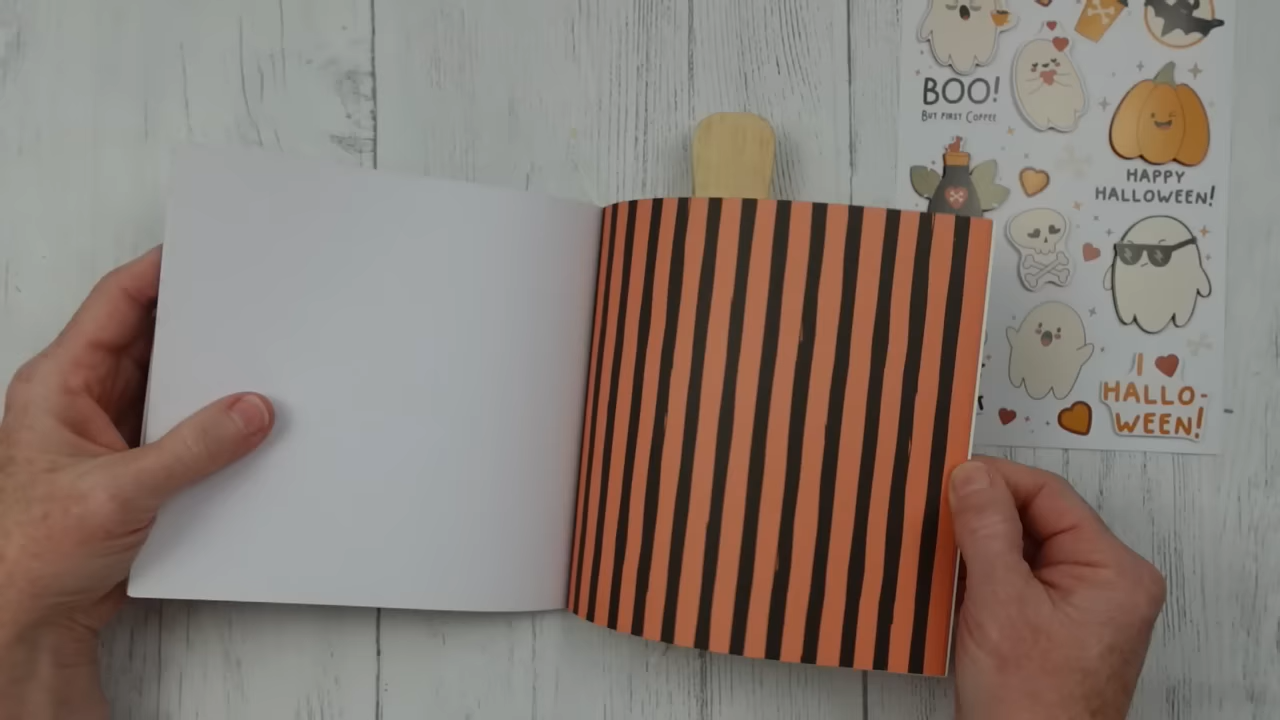 BOO!
BUT FIRST COFFEE
HAPPY
HALLOWEEN!
I
HALLO-
WEEN!